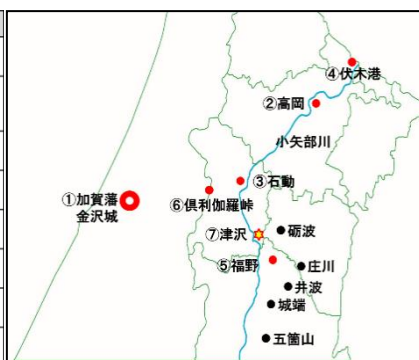 ④伏木港
②高岡
小矢部川
①加賀藩
金沢城
③石動
⑥倶利伽羅峠
⑦津沢
砺波
⑤福野
庄川
井波
城端
五箇山